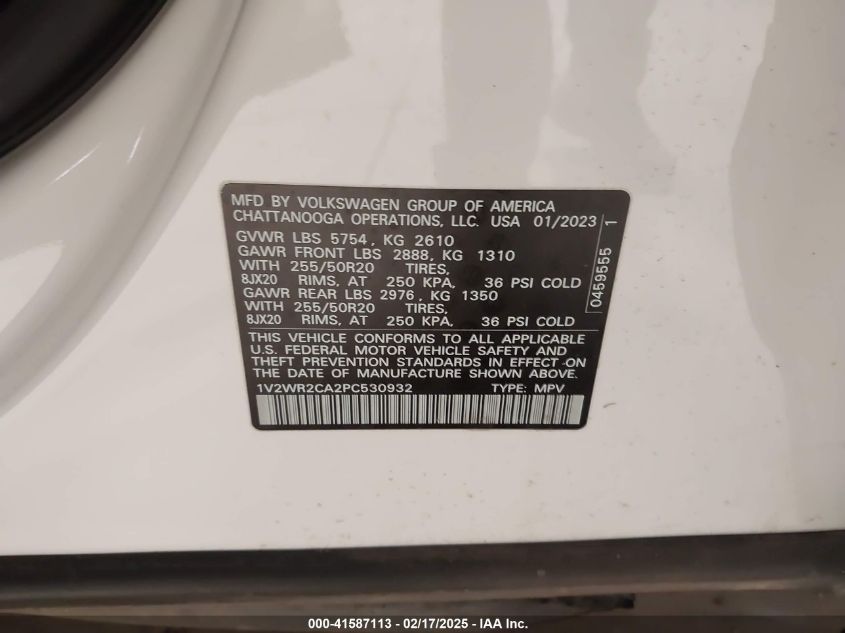 MFD BY VOLKSWAGEN GROUP OF AMERICA
CHATTANOOGA OPERATIONS, LLC. USA 01/2023
GVWR LBS 5754, KG 2610
GAWR FRONT LBS 2888, KG 1310
WITH 255/50R20 TIRES,
8JX20 RIMS, AT 250 KPA, 36 PSI COLD
GAWR REAR LBS 2976, KG 1350
WITH 255/50R20 TIRES,
8JX20 RIMS, AT 250 KPA, 36 PSI COLD
0459555 1
THIS VEHICLE CONFORMS TO ALL APPLICABLE
U.S. FEDERAL MOTOR VEHICLE SAFETY AND
THEFT PREVENTION STANDARDS IN EFFECT ON
THE DATE OF MANUFACTURE SHOWN ABOVE.
1V2WR2CA2PC530932 TYPE: MPV
000-41587113 - 02/17/2025 - IAA Inc.